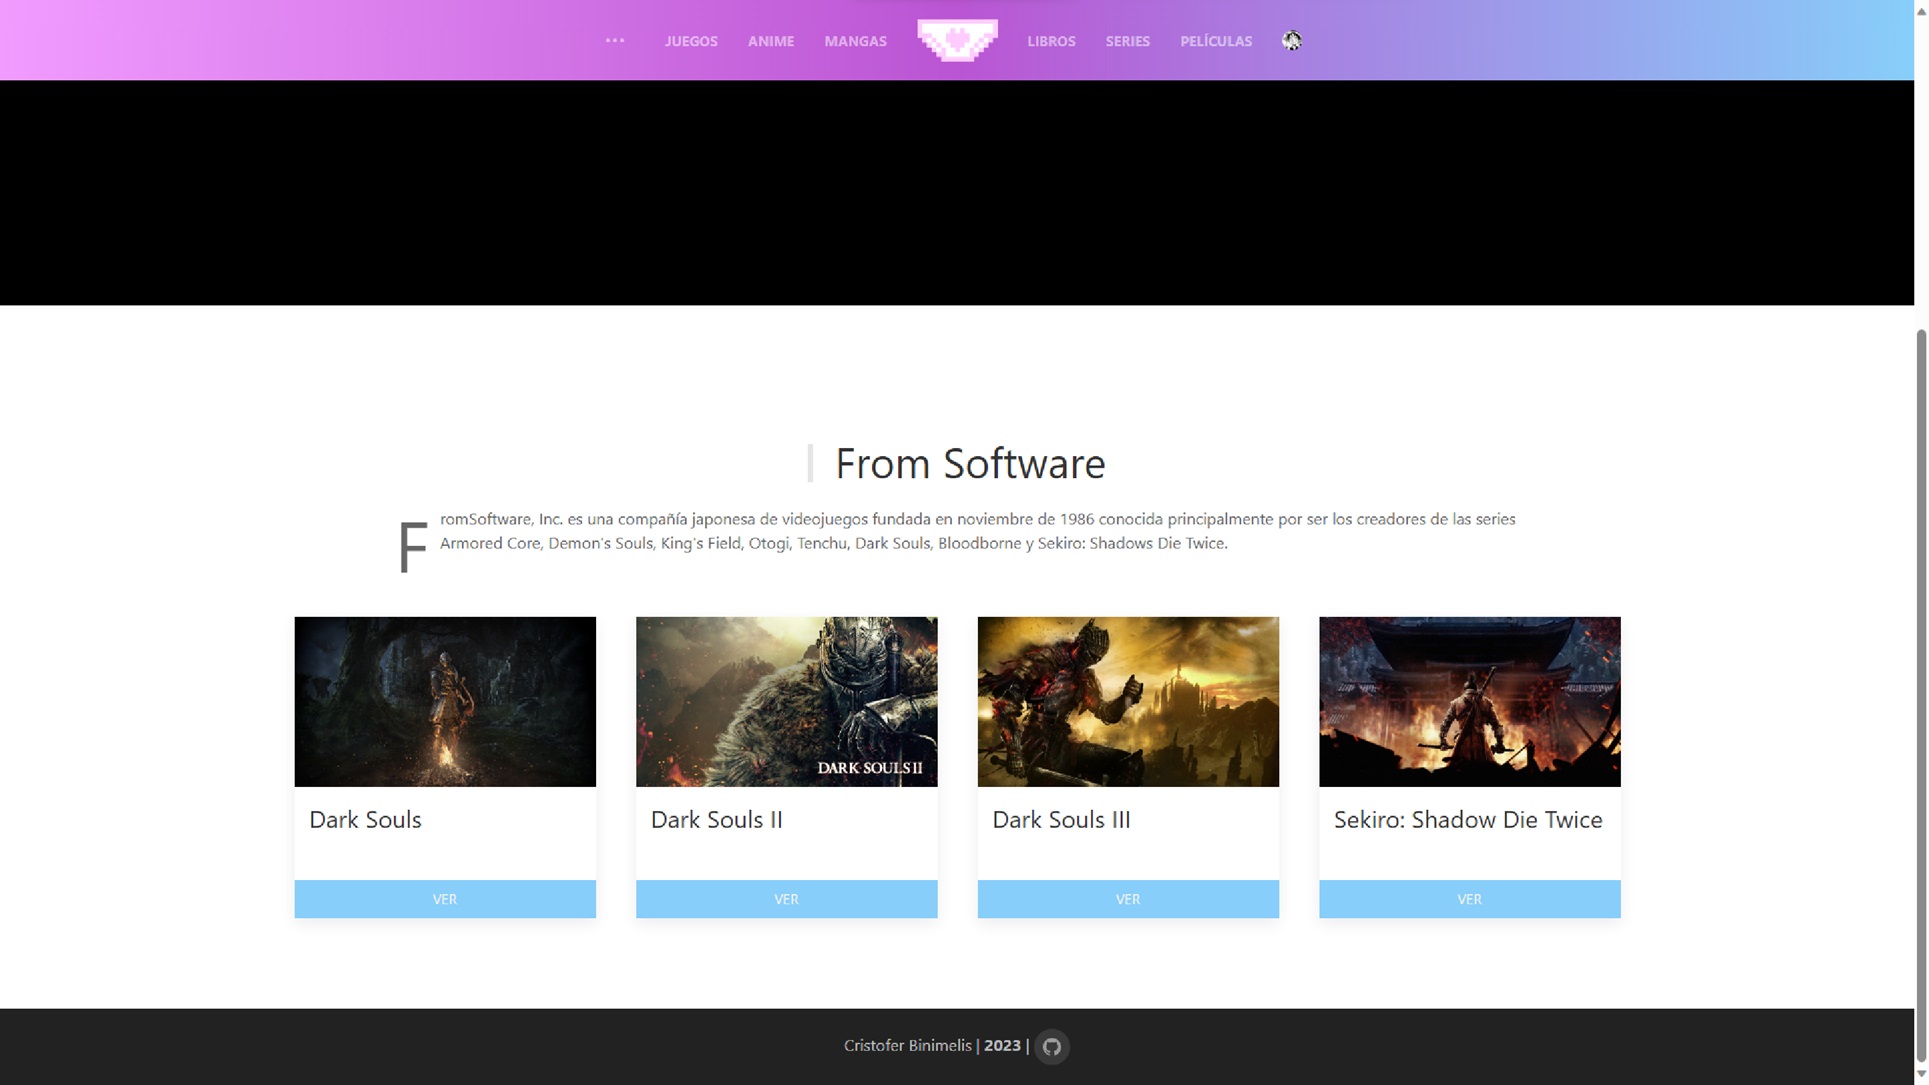 JUEGOS ANIME MANGAS LIBROS SERIES PELÍCULAS
From Software
FromSoftware, Inc. es una compañía japonesa de videojuegos fundada en noviembre de 1986 conocida principalmente por ser los creadores de las series
Armored Core, Demon's Souls, King's Field, Otogi, Tenchu, Dark Souls, Bloodborne y Sekiro: Shadows Die Twice.
DARK SOULS II
Dark Souls
Dark Souls II
Dark Souls III
Sekiro: Shadow Die Twice
VER
VER
VER
VER
Cristofer Binimelis | 2023 |